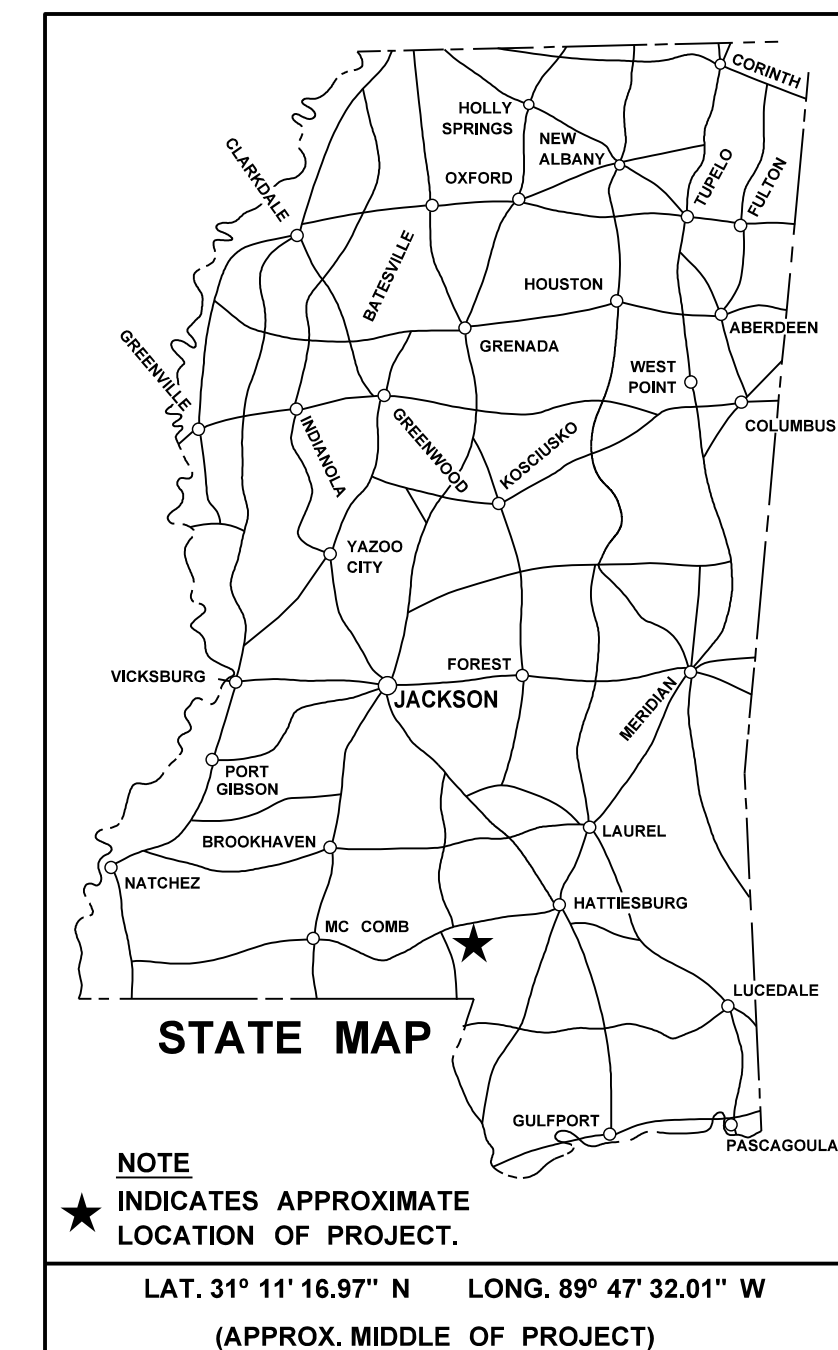 CORINTH
HOLLY
SPRINGS
NEW
ALBANY
CLARKDALE
OXFORD
TUPELO
FULTON
BATESVILLE
HOUSTON
ABERDEEN
GREENVILLE
GRENADA
WEST
POINT
COLUMBUS
INDIANOLA
GREENWOOD
KOSCIUSKO
YAZOO
CITY
VICKSBURG
FOREST
JACKSON
MERIDIAN
PORT
GIBSON
BROOKHAVEN
LAUREL
NATCHEZ
HATTIESBURG
MC COMB
LUCEDALE
STATE MAP
GULFPORT
PASCAGOULA
NOTE
INDICATES APPROXIMATE
LOCATION OF PROJECT.
LAT. 31º 11' 16.97" N LONG. 89º 47' 32.01" W
(APPROX. MIDDLE OF PROJECT)